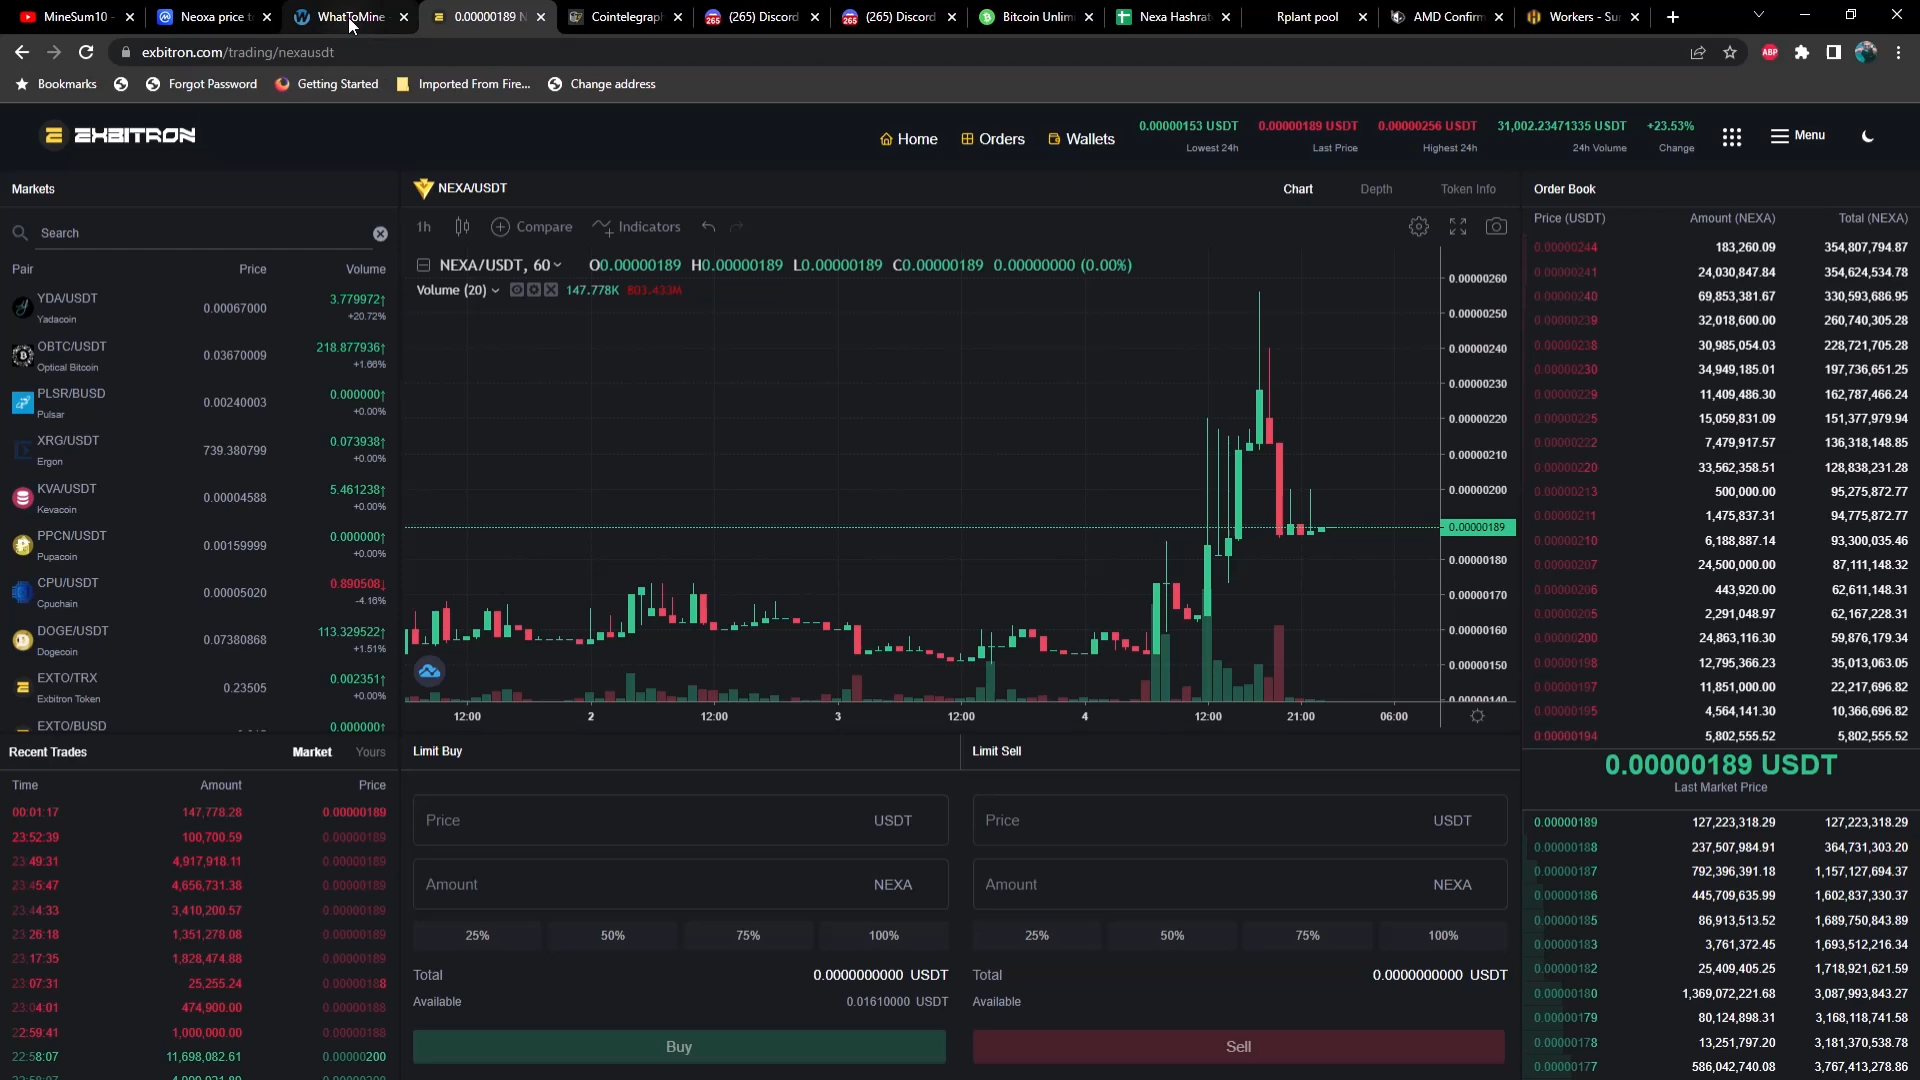 MineSum10 -
Neoxa price t
WhatToMine
0.00000189 N
Cointelegraph
(265) Discord
(265) Discord
Bitcoin Unlimi
Nexa Hashrat
Rplant pool
AMD Confirm
Workers - Su
exbitron.com/trading/nexausdt
ABP
Bookmarks
Forgot Password
Getting Started
Imported From Fire...
Change address
EXBITRON
Home
Orders
Wallets
0.00000153 USDT
Lowest 24h
0.00000189 USDT
Last Price
0.00000256 USDT
Highest 24h
31,002.23471335 USDT
24h Volume
+23.53%
Change
Menu
Markets
Search
Pair Price Volume
YDA/USDT 0.00067000 3.779972↑
Yadacoin +20.72%
OBTC/USDT 0.03670009 218.877936↑
Optical Bitcoin +1.66%
PLSR/BUSD 0.00240003 0.000000↑
Pulsar +0.00%
XRG/USDT 739.380799 0.073938↑
Ergon +0.00%
KVA/USDT 0.00004588 5.461238↑
Kevacoin +0.00%
PPCN/USDT 0.00159999 0.000000↑
Pupacoin +0.00%
CPU/USDT 0.00005020 0.890508↓
Cpuchain -4.16%
DOGE/USDT 0.07380868 113.329522↑
Dogecoin +1.51%
EXTO/TRX 0.23505 0.002351↑
Exbitron Token +0.00%
EXTO/BUSD 0.000000↑
NEXA/USDT
Chart Depth Token Info
1h Compare Indicators
NEXA/USDT, 60 O0.00000189 H0.00000189 L0.00000189 C0.00000189 0.00000000 (0.00%)
Volume (20) 147.778K 803.433M
0.00000260
0.00000250
0.00000240
0.00000230
0.00000220
0.00000210
0.00000200
0.00000189
0.00000180
0.00000170
0.00000160
0.00000150
0.00000140
12:00 2 12:00 3 12:00 4 12:00 21:00 06:00
Order Book
Price (USDT) Amount (NEXA) Total (NEXA)
0.00000244 183,260.09 354,807,794.87
0.00000241 24,030,847.84 354,624,534.78
0.00000240 69,853,381.67 330,593,686.95
0.00000239 32,018,600.00 260,740,305.28
0.00000238 30,985,054.03 228,721,705.28
0.00000230 34,949,185.01 197,736,651.25
0.00000229 11,409,486.30 162,787,466.24
0.00000225 15,059,831.09 151,377,979.94
0.00000222 7,479,917.57 136,318,148.85
0.00000220 33,562,358.51 128,838,231.28
0.00000213 500,000.00 95,275,872.77
0.00000211 1,475,837.31 94,775,872.77
0.00000210 6,188,887.14 93,300,035.46
0.00000207 24,500,000.00 87,111,148.32
0.00000206 443,920.00 62,611,148.31
0.00000205 2,291,048.97 62,167,228.31
0.00000200 24,863,116.30 59,876,179.34
0.00000198 12,795,366.23 35,013,063.05
0.00000197 11,851,000.00 22,217,696.82
0.00000195 4,564,141.30 10,366,696.82
0.00000194 5,802,555.52 5,802,555.52
0.00000189 USDT
Last Market Price
0.00000189 127,223,318.29 127,223,318.29
0.00000188 237,507,984.91 364,731,303.20
0.00000187 792,396,391.18 1,157,127,694.37
0.00000186 445,709,635.99 1,602,837,330.37
0.00000185 86,913,513.52 1,689,750,843.89
0.00000183 3,761,372.45 1,693,512,216.34
0.00000182 25,409,405.25 1,718,921,621.59
0.00000180 1,369,072,221.68 3,087,993,843.27
0.00000179 80,124,898.31 3,168,118,741.58
0.00000178 13,251,797.20 3,181,370,538.78
0.00000177 586,042,740.08 3,767,413,278.86
Recent Trades Market Yours
Time Amount Price
00:01:17 147,778.28 0.00000189
23:52:39 100,700.59 0.00000189
23:49:31 4,917,918.11 0.00000189
23:45:47 4,656,731.38 0.00000189
23:44:33 3,410,200.57 0.00000189
23:26:18 1,351,278.08 0.00000189
23:17:35 1,828,474.88 0.00000189
23:07:31 25,255.24 0.00000188
23:04:01 474,900.00 0.00000188
22:59:41 1,000,000.00 0.00000188
22:58:07 11,698,082.61 0.00000200
Limit Buy
Price USDT
Amount NEXA
25% 50% 75% 100%
Total 0.0000000000 USDT
Available 0.01610000 USDT
Buy
Limit Sell
Price USDT
Amount NEXA
25% 50% 75% 100%
Total 0.0000000000 USDT
Available
Sell